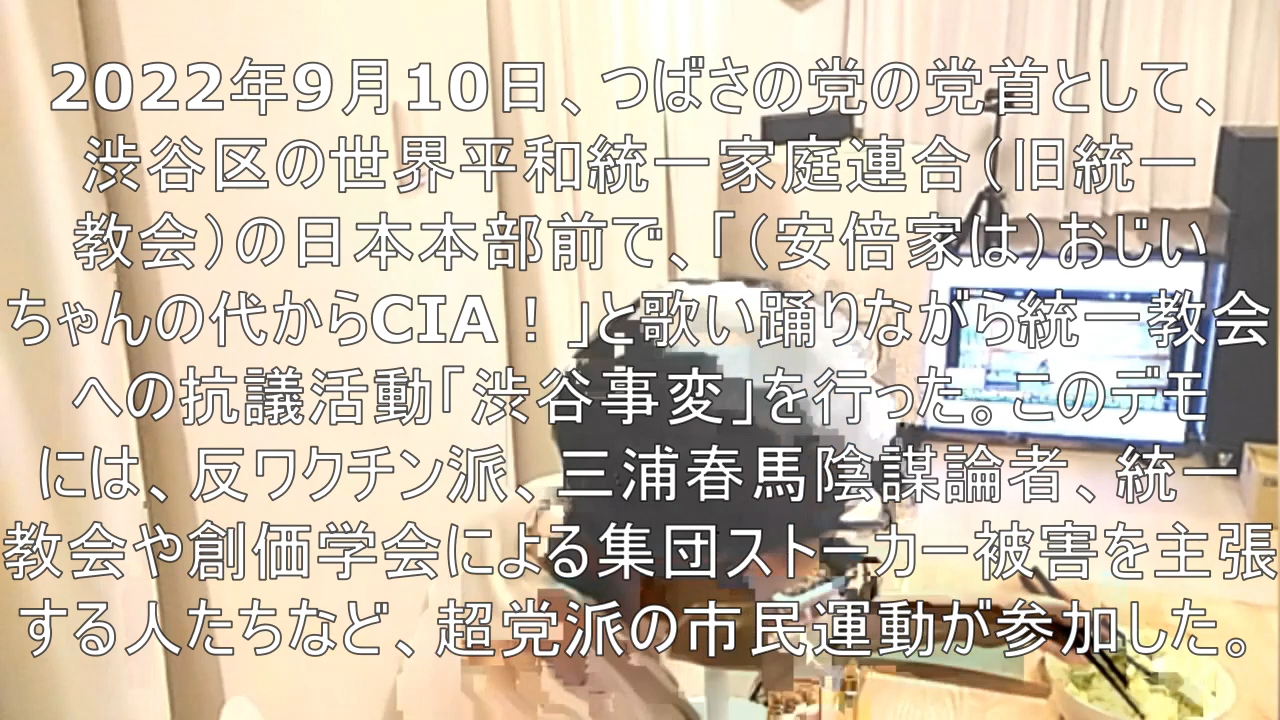 2022年9月10日、つばさの党の党首として、
渋谷区の世界平和統一家庭連合（旧統一
教会）の日本本部前で、「（安倍家は）おじい
ちゃんの代からCIA！」と歌い踊りながら統一教会
への抗議活動「渋谷事変」を行った。このデモ
には、反ワクチン派、三浦春馬陰謀論者、統一
教会や創価学会による集団ストーカー被害を主張
する人たちなど、超党派の市民運動が参加した。